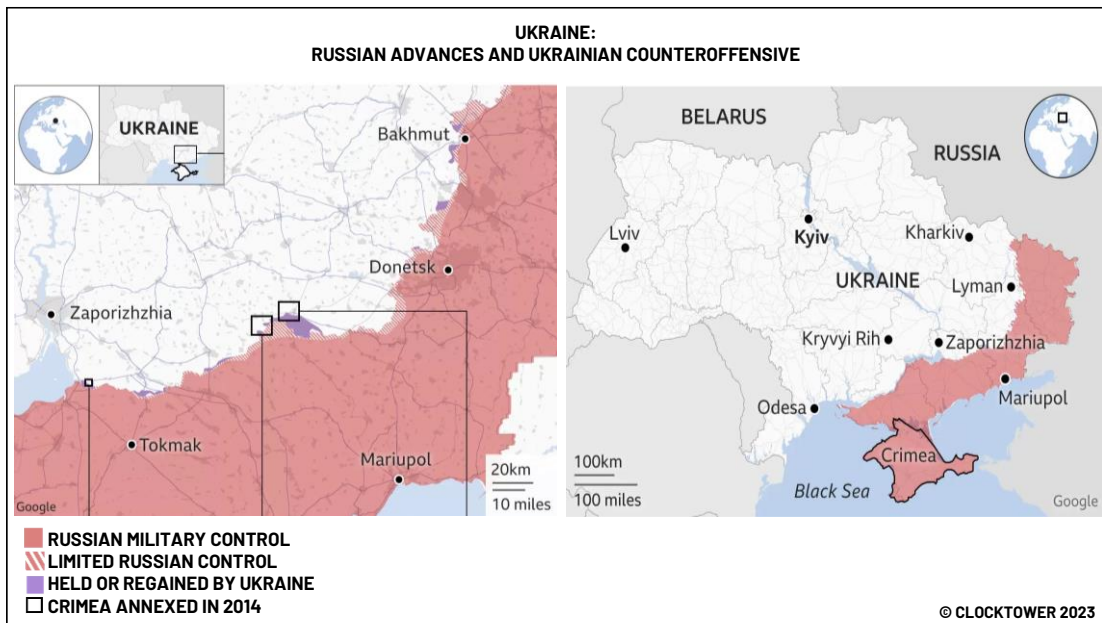 UKRAINE:
RUSSIAN ADVANCES AND UKRAINIAN COUNTEROFFENSIVE
UKRAINE
Bakhmut
Donetsk
Zaporizhzhia
Tokmak
Mariupol
20km
10 miles
Google
BELARUS
RUSSIA
Lviv
Kyiv
Kharkiv
UKRAINE
Lyman
Kryvyi Rih
Zaporizhzhia
Odesa
Mariupol
Crimea
100km
100 miles
Black Sea
Google
RUSSIAN MILITARY CONTROL
LIMITED RUSSIAN CONTROL
HELD OR REGAINED BY UKRAINE
CRIMEA ANNEXED IN 2014
© CLOCKTOWER 2023